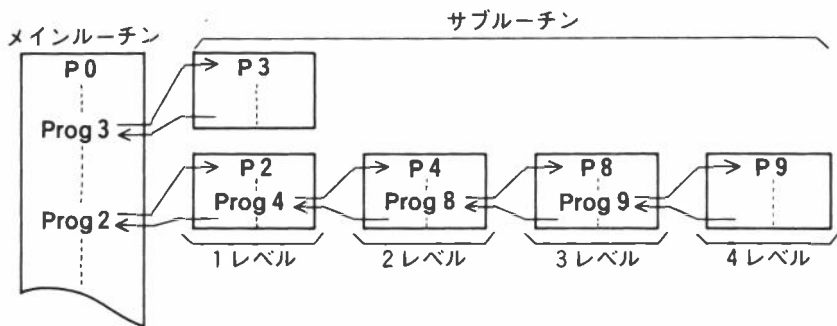 サブルーチン
メインルーチン
P0
P3
Prog 3
P2
P4
P8
P9
Prog 4
Prog 8
Prog 9
Prog 2
1レベル
2レベル
3レベル
4レベル